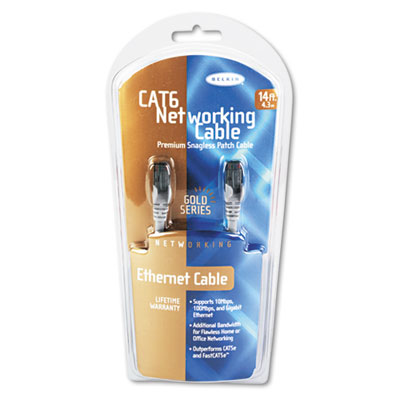 BELKIN
14 ft.
4.3 m
CAT6
Networking
Cable
Premium Snagless Patch Cable
GOLD
SERIES
NETWORKING
Ethernet Cable
LIFETIME
WARRANTY
• Supports 10Mbps,
100Mbps, and Gigabit
Ethernet
• Additional Bandwidth
for Flawless Home or
Office Networking
• Outperforms CAT5e
and FastCAT5e™